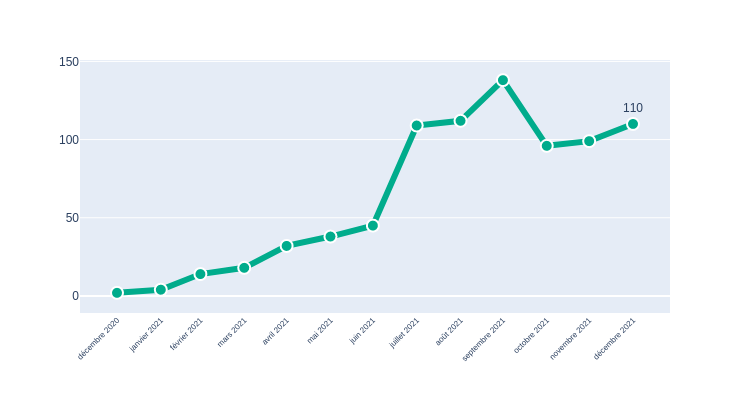 150
110
100
50
0
décembre 2020
janvier 2021
février 2021
mars 2021
avril 2021
mai 2021
juin 2021
juillet 2021
août 2021
septembre 2021
octobre 2021
novembre 2021
décembre 2021